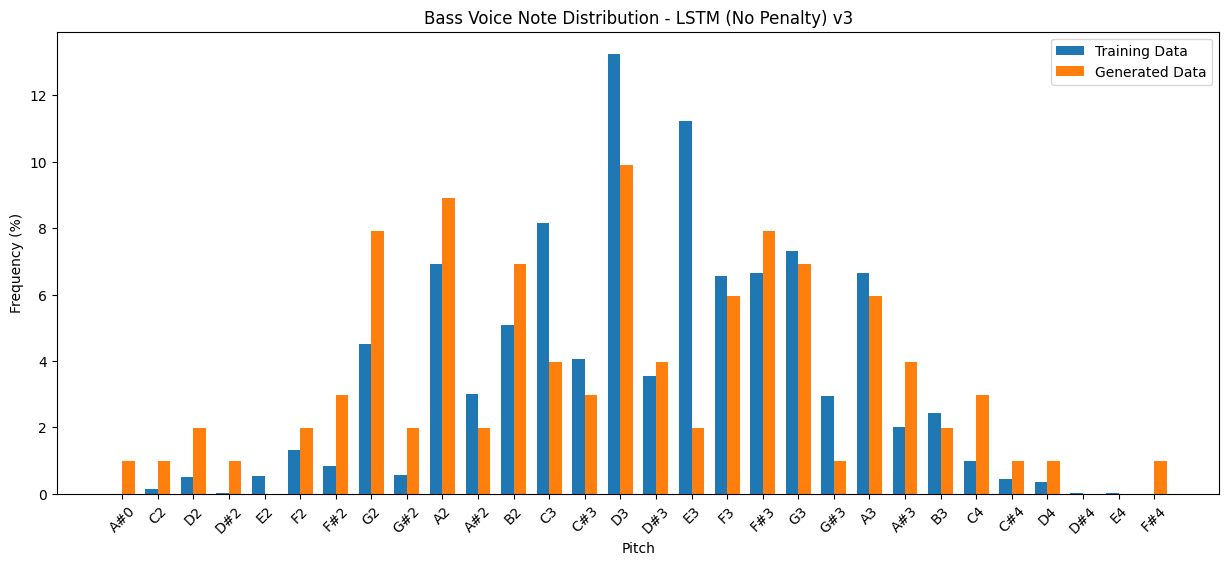 Bass Voice Note Distribution - LSTM (No Penalty) v3
Training Data
Generated Data
Frequency (%)
12
10
8
6
4
2
0
A#0 C2 D2 D#2 E2 F2 F#2 G2 G#2 A2 A#2 B2 C3 C#3 D3 D#3 E3 F3 F#3 G3 G#3 A3 A#3 B3 C4 C#4 D4 D#4 E4 F#4
Pitch